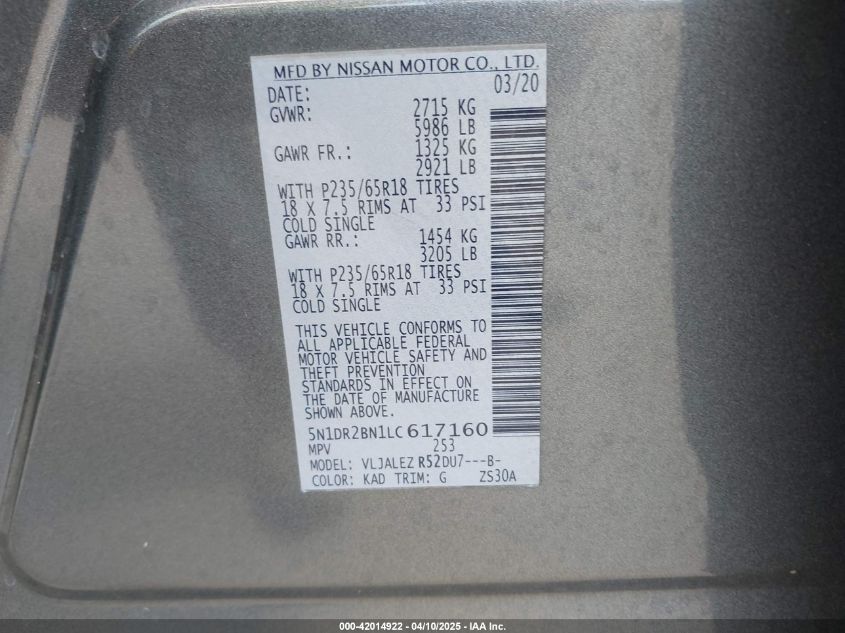 MFD BY NISSAN MOTOR CO., LTD.
DATE: 03/20
GVWR: 2715 KG
5986 LB
GAWR FR.: 1325 KG
2921 LB
WITH P235/65R18 TIRES
18 X 7.5 RIMS AT 33 PSI
COLD SINGLE
GAWR RR.: 1454 KG
3205 LB
WITH P235/65R18 TIRES
18 X 7.5 RIMS AT 33 PSI
COLD SINGLE
THIS VEHICLE CONFORMS TO
ALL APPLICABLE FEDERAL
MOTOR VEHICLE SAFETY AND
THEFT PREVENTION
STANDARDS IN EFFECT ON
THE DATE OF MANUFACTURE
SHOWN ABOVE.
5N1DR2BN1LC617160
MPV 253
MODEL: VLJALEZ R52DU7---B-
COLOR: KAD TRIM: G ZS30A
000-42014922 - 04/10/2025 - IAA Inc.